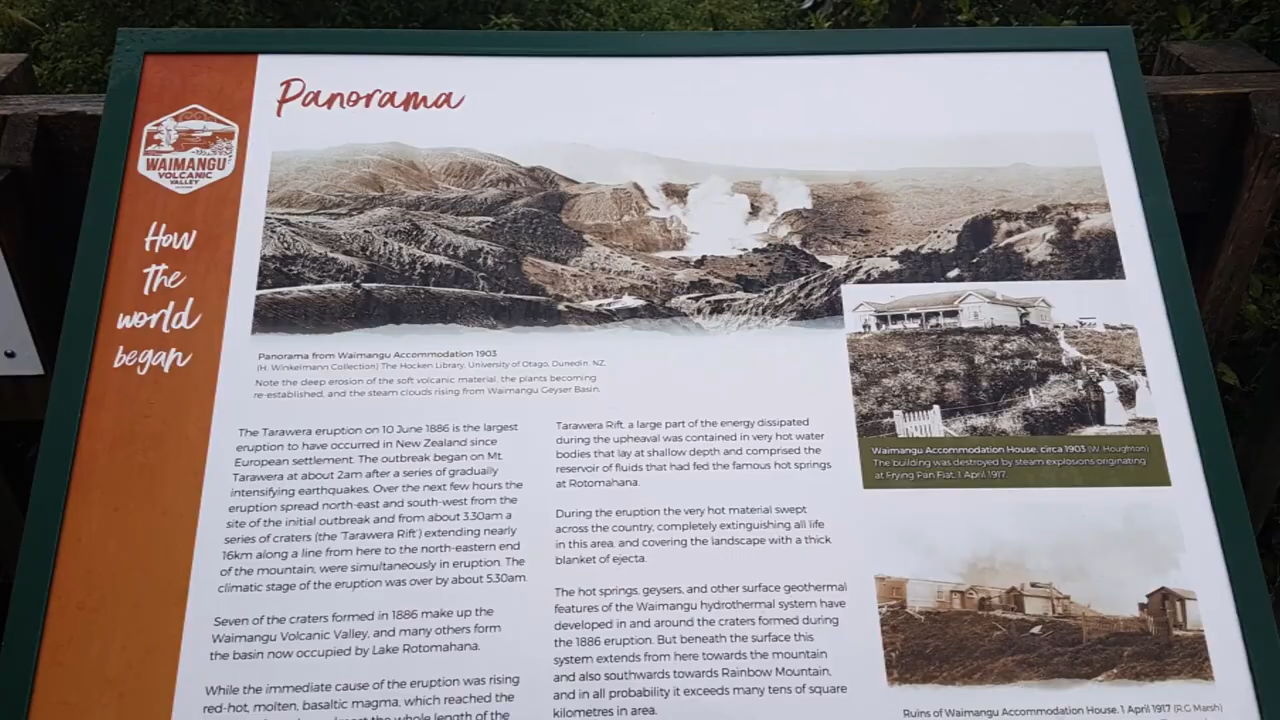 Panorama
WAIMANGU
VOLCANIC
VALLEY
How
the
world
began
Panorama from Waimangu Accommodation 1903
(H. Winkelmann Collection) The Hocken Library, University of Otago, Dunedin. NZ.
Note the deep erosion of the soft volcanic material, the plants becoming
re-established, and the steam clouds rising from Waimangu Geyser Basin.
The Tarawera eruption on 10 June 1886 is the largest
eruption to have occurred in New Zealand since
European settlement. The outbreak began on Mt
Tarawera at about 2am after a series of gradually
intensifying earthquakes. Over the next few hours the
eruption spread north-east and south-west from the
site of the initial outbreak and from about 3.30am a
series of craters (the 'Tarawera Rift') extending nearly
16km along a line from here to the north-eastern end
of the mountain, were simultaneously in eruption. The
climatic stage of the eruption was over by about 5.30am.
Seven of the craters formed in 1886 make up the
Waimangu Volcanic Valley, and many others form
the basin now occupied by Lake Rotomahana.
While the immediate cause of the eruption was rising
red-hot, molten, basaltic magma, which reached the
the whole length of the
Tarawera Rift, a large part of the energy dissipated
during the upheaval was contained in very hot water
bodies that lay at shallow depth and comprised the
reservoir of fluids that had fed the famous hot springs
at Rotomahana.
During the eruption the very hot material swept
across the country, completely extinguishing all life
in this area, and covering the landscape with a thick
blanket of ejecta.
The hot springs, geysers, and other surface geothermal
features of the Waimangu hydrothermal system have
developed in and around the craters formed during
the 1886 eruption. But beneath the surface this
system extends from here towards the mountain
and also southwards towards Rainbow Mountain,
and in all probability it exceeds many tens of square
kilometres in area.
Waimangu Accommodation House, circa 1903 (W. Houghton)
The building was destroyed by steam explosions originating
at Frying Pan Flat, 1 April 1917.
Ruins of Waimangu Accommodation House, 1 April 1917 (R.G Marsh)